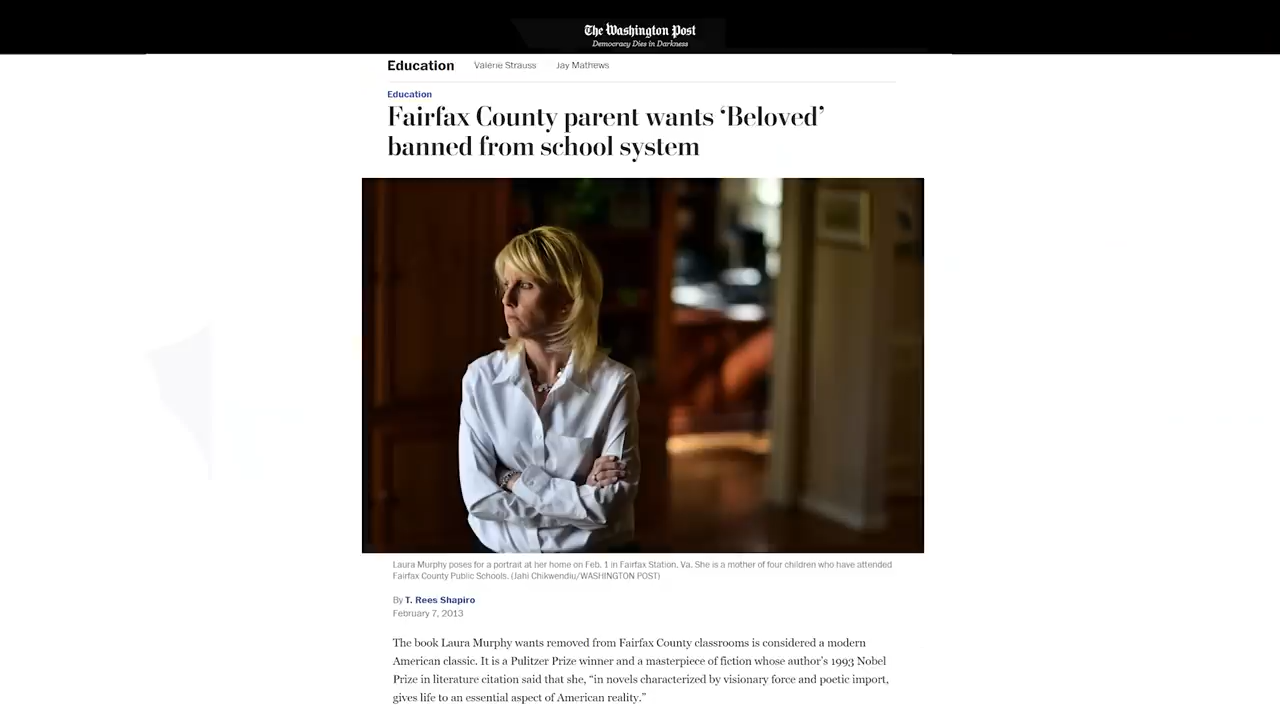 The Washington Post
Democracy Dies in Darkness
Education Valerie Strauss Jay Mathews
Education
Fairfax County parent wants ‘Beloved’
banned from school system
Laura Murphy poses for a portrait at her home on Feb. 1 in Fairfax Station, Va. She is a mother of four children who have attended
Fairfax County Public Schools. (Jahi Chikwendiu/WASHINGTON POST)
By T. Rees Shapiro
February 7, 2013
The book Laura Murphy wants removed from Fairfax County classrooms is considered a modern
American classic. It is a Pulitzer Prize winner and a masterpiece of fiction whose author’s 1993 Nobel
Prize in literature citation said that she, “in novels characterized by visionary force and poetic import,
gives life to an essential aspect of American reality.”